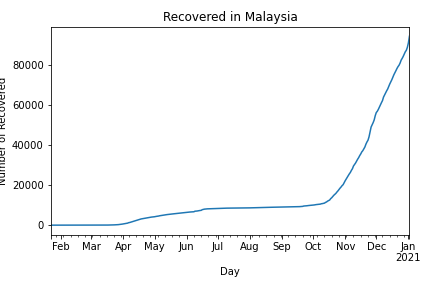 Recovered in Malaysia
Number of Recovered
80000
60000
40000
20000
0
Feb Mar Apr May Jun Jul Aug Sep Oct Nov Dec Jan
2021
Day